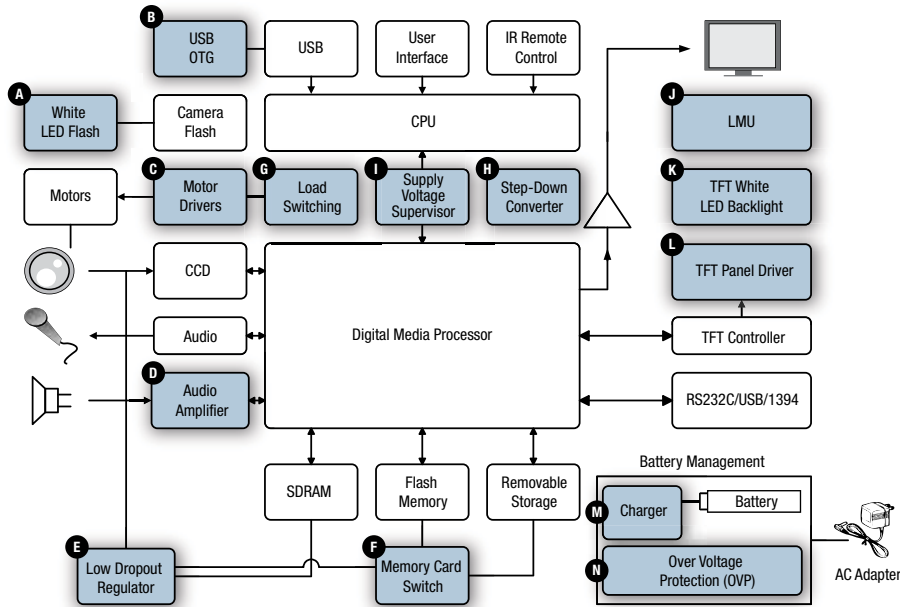 B
USB
OTG
USB
User
Interface
IR Remote
Control
A
White
LED Flash
Camera
Flash
CPU
J
LMU
Motors
C
Motor
Drivers
G
Load
Switching
I
Supply
Voltage
Supervisor
H
Step-Down
Converter
K
TFT White
LED Backlight
L
TFT Panel Driver
CCD
Audio
Digital Media Processor
TFT Controller
D
Audio
Amplifier
RS232C/USB/1394
SDRAM
Flash
Memory
Removable
Storage
Battery Management
M
Charger
Battery
E
Low Dropout
Regulator
F
Memory Card
Switch
N
Over Voltage
Protection (OVP)
AC Adapter